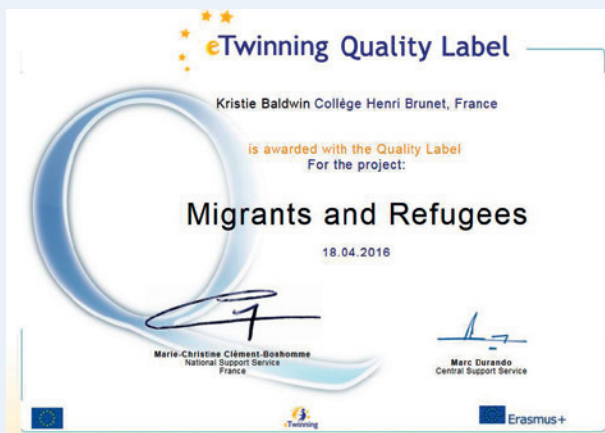 eTwinning Quality Label
Kristie Baldwin Collège Henri Brunet, France
is awarded with the Quality Label
For the project:
Migrants and Refugees
18.04.2016
Marie-Christine Clément-Bonhomme
National Support Service
France
Marc Durando
Central Support Service
eTwinning
Erasmus+